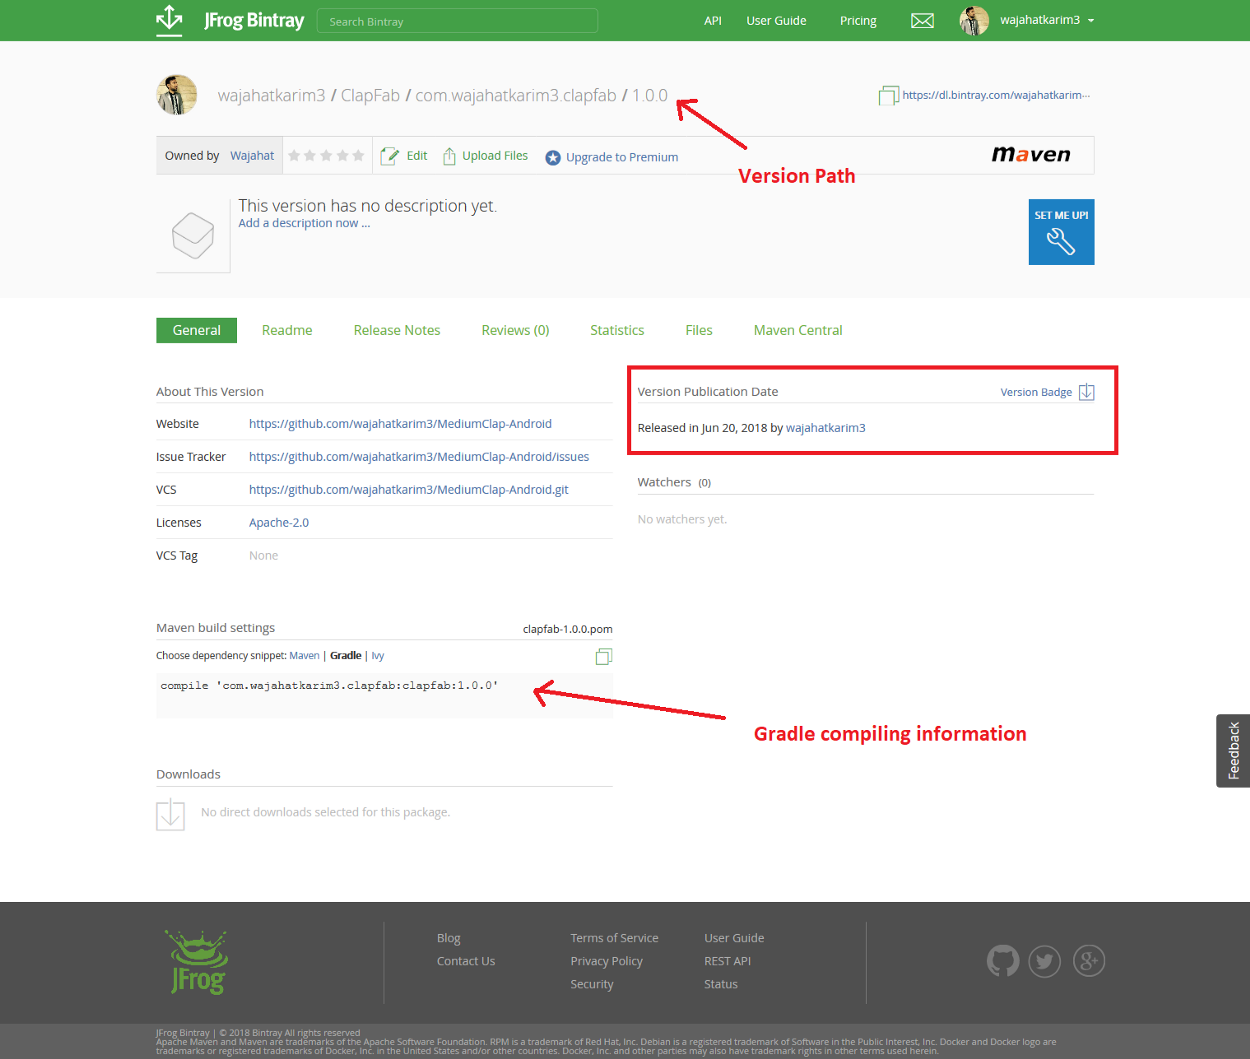 JFrog Bintray
Search Bintray
API
User Guide
Pricing
wajahatkarim3
wajahatkarim3 / ClapFab / com.wajahatkarim3.clapfab / 1.0.0
https://dl.bintray.com/wajahatkarim···
Owned by Wajahat
Edit
Upload Files
Upgrade to Premium
maven
Version Path
This version has no description yet.
Add a description now ...
SET ME UP!
General
Readme
Release Notes
Reviews (0)
Statistics
Files
Maven Central
About This Version
Website https://github.com/wajahatkarim3/MediumClap-Android
Issue Tracker https://github.com/wajahatkarim3/MediumClap-Android/issues
VCS https://github.com/wajahatkarim3/MediumClap-Android.git
Licenses Apache-2.0
VCS Tag None
Version Publication Date
Version Badge
Released in Jun 20, 2018 by wajahatkarim3
Watchers (0)
No watchers yet.
Maven build settings
clapfab-1.0.0.pom
Choose dependency snippet: Maven | Gradle | Ivy
compile 'com.wajahatkarim3.clapfab:clapfab:1.0.0'
Gradle compiling information
Feedback
Downloads
No direct downloads selected for this package.
JFrog
Blog
Contact Us
Terms of Service
Privacy Policy
Security
User Guide
REST API
Status
g+
JFrog Bintray | © 2018 Bintray All rights reserved
Apache Maven and Maven are trademarks of the Apache Software Foundation. RPM is a trademark of Red Hat, Inc. Debian is a registered trademark of Software in the Public Interest, Inc. Docker and Docker logo are
trademarks or registered trademarks of Docker, Inc. in the United States and/or other countries. Docker, Inc. and other parties may also have trademark rights in other terms used herein.